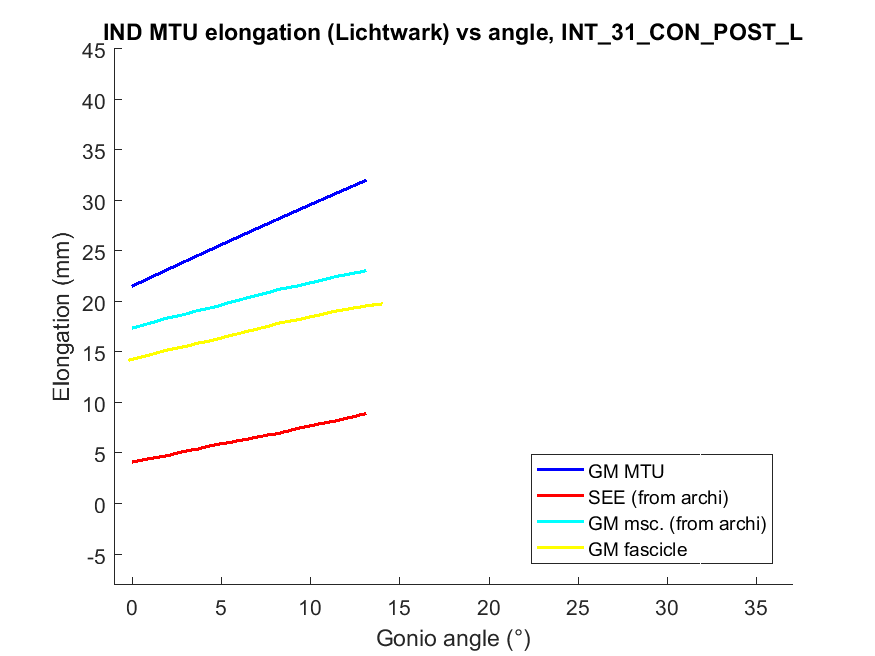 IND MTU elongation (Lichtwark) vs angle, INT_31_CON_POST_L
45
40
35
30
25
20
15
10
5
0
-5
Elongation (mm)
GM MTU
SEE (from archi)
GM msc. (from archi)
GM fascicle
0 5 10 15 20 25 30 35
Gonio angle (°)